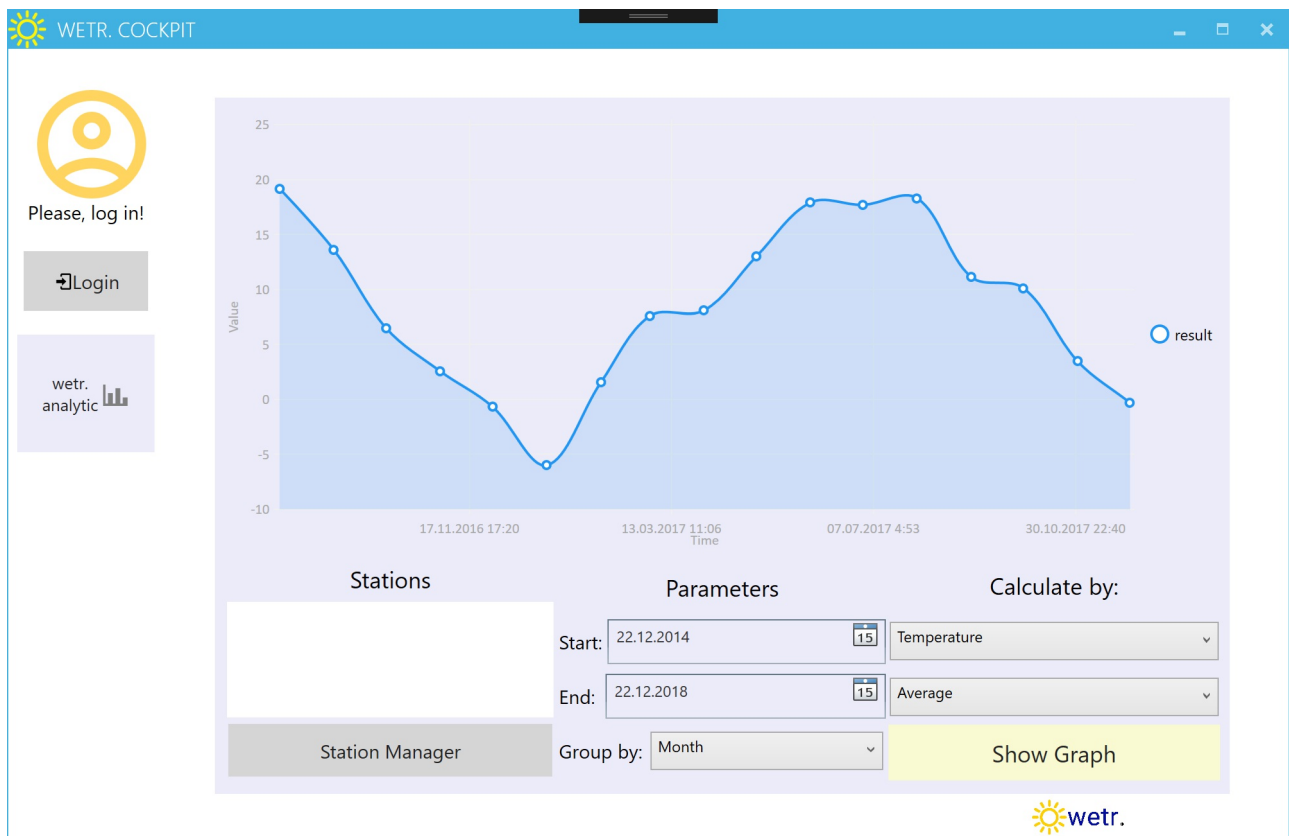 WETR. COCKPIT
Please, log in!
Login
wetr.
analytic
25
20
15
10
5
0
-5
-10
Value
17.11.2016 17:20
13.03.2017 11:06
07.07.2017 4:53
30.10.2017 22:40
Time
result
Stations
Parameters
Calculate by:
Start:
22.12.2014
15
Temperature
End:
22.12.2018
15
Average
Station Manager
Group by:
Month
Show Graph
wetr.